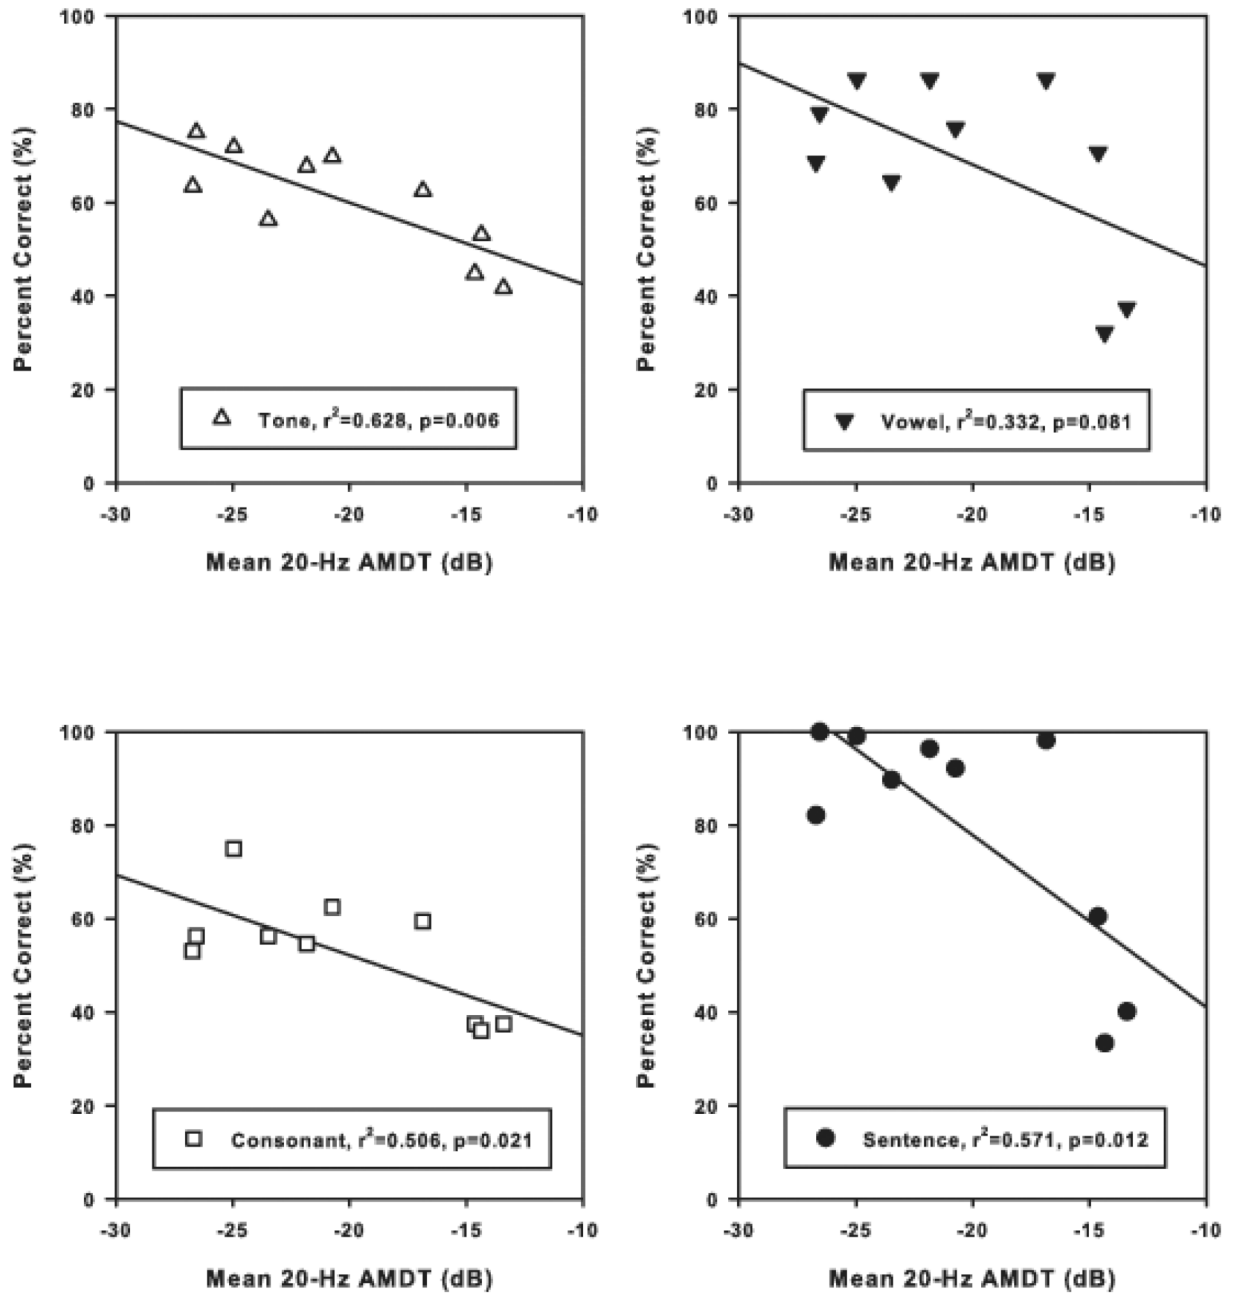 100
80
60
40
20
0
Percent Correct (%)
Tone, r²=0.628, p=0.006
-30 -25 -20 -15 -10
Mean 20-Hz AMDT (dB)
100
80
60
40
20
0
Percent Correct (%)
Vowel, r²=0.332, p=0.081
-30 -25 -20 -15 -10
Mean 20-Hz AMDT (dB)
100
80
60
40
20
0
Percent Correct (%)
Consonant, r²=0.506, p=0.021
-30 -25 -20 -15 -10
Mean 20-Hz AMDT (dB)
100
80
60
40
20
0
Percent Correct (%)
Sentence, r²=0.571, p=0.012
-30 -25 -20 -15 -10
Mean 20-Hz AMDT (dB)